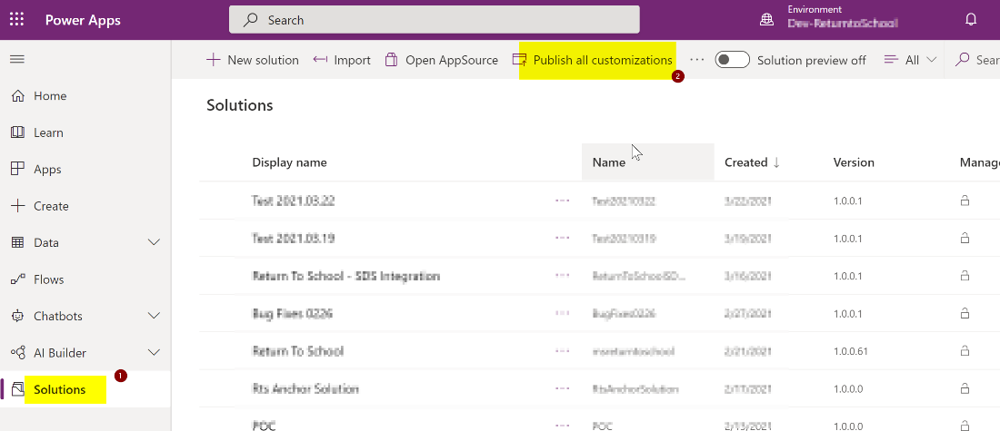 Power Apps
Search
Environment
Dev-ReturntoSchool
New solution
Import
Open AppSource
Publish all customizations
2
Solution preview off
All
Sear
Home
Learn
Apps
Create
Data
Flows
Chatbots
AI Builder
Solutions
1
Solutions
Display name Name Created Version Manage
Test 2021.03.22 Test20210322 3/22/2021 1.0.0.1
Test 2021.03.19 Test20210319 3/19/2021 1.0.0.1
Return To School - SDS Integration ReturnToSchoolSD... 3/16/2021 1.0.0.1
Bug Fixes 0226 BugFixes0226 2/27/2021 1.0.0.1
Return To School msreturntoschool 2/21/2021 1.0.0.61
Rts Anchor Solution RtsAnchorSolution 1.0.0.0
POC POC 2/13/2021 1.0.0.0